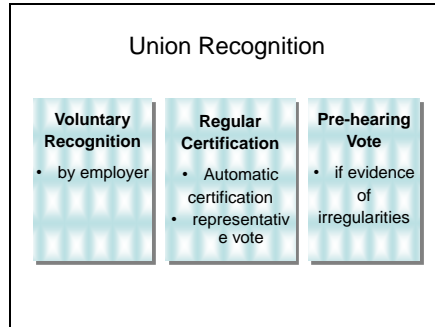 Union Recognition
Voluntary
Recognition
• by employer
Regular
Certification
• Automatic
certification
• representativ
e vote
Pre-hearing
Vote
• if evidence
of
irregularities